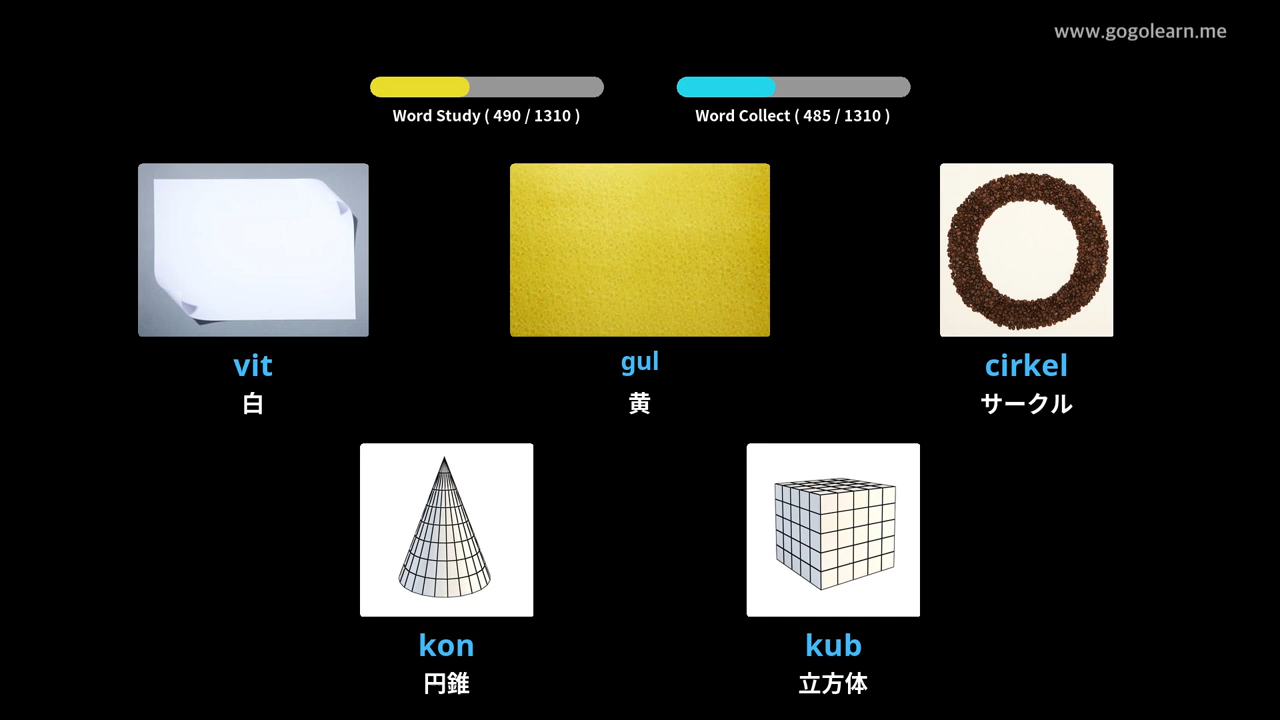 www.gogolearn.me
Word Study ( 490 / 1310 )
Word Collect ( 485 / 1310 )
vit
gul
cirkel
白
黄
サークル
kon
kub
円錐
立方体